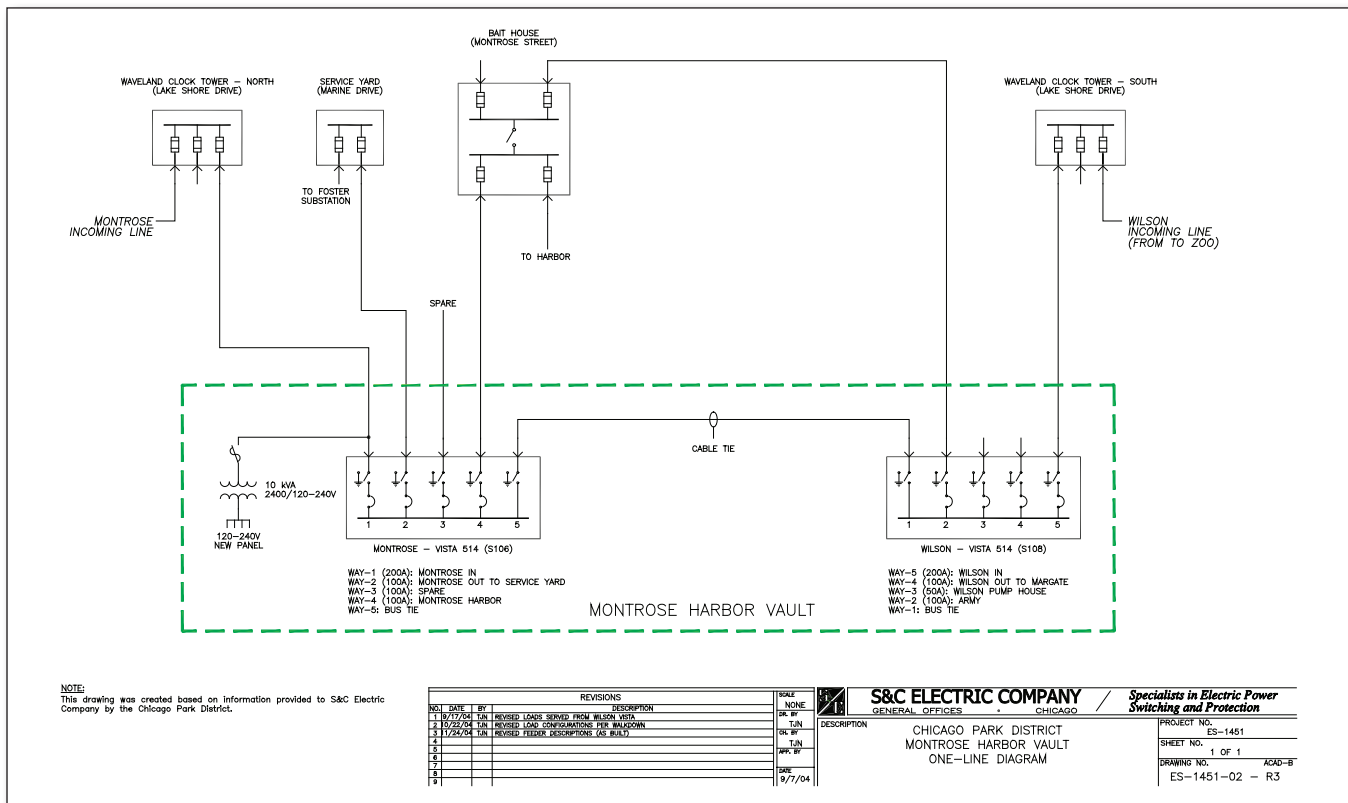 BAIT HOUSE
(MONTROSE STREET)
WAVELAND CLOCK TOWER – NORTH
(LAKE SHORE DRIVE)
SERVICE YARD
(MARINE DRIVE)
WAVELAND CLOCK TOWER – SOUTH
(LAKE SHORE DRIVE)
TO FOSTER
SUBSTATION
MONTROSE
INCOMING LINE
WILSON
INCOMING LINE
(FROM TO ZOO)
TO HARBOR
SPARE
CABLE TIE
10 kVA
2400/120–240V
120–240V
NEW PANEL
1 2 3 4 5
1 2 3 4 5
MONTROSE – VISTA 514 (S106)
WILSON – VISTA 514 (S108)
WAY–1 (200A): MONTROSE IN
WAY–2 (100A): MONTROSE OUT TO SERVICE YARD
WAY–3 (100A): SPARE
WAY–4 (100A): MONTROSE HARBOR
WAY–5: BUS TIE
WAY–5 (200A): WILSON IN
WAY–4 (100A): WILSON OUT TO MARGATE
WAY–3 (50A): WILSON PUMP HOUSE
WAY–2 (100A): ARMY
WAY–1: BUS TIE
MONTROSE HARBOR VAULT
NOTE:
This drawing was created based on information provided to S&C Electric
Company by the Chicago Park District.
REVISIONS
NO. DATE BY DESCRIPTION
1 9/17/04 TJN REVISED LOADS SERVED FROM WILSON VISTA
2 10/22/04 TJN REVISED LOAD CONFIGURATIONS PER WALKDOWN
3 11/24/04 TJN REVISED FEEDER DESCRIPTIONS (AS BUILT)
4
5
6
7
8
9
SCALE
NONE
DR. BY
TJN
CH. BY
TJN
APP. BY
DATE
9/7/04
S&C ELECTRIC COMPANY
GENERAL OFFICES · CHICAGO
Specialists in Electric Power
Switching and Protection
DESCRIPTION
CHICAGO PARK DISTRICT
MONTROSE HARBOR VAULT
ONE–LINE DIAGRAM
PROJECT NO.
ES–1451
SHEET NO.
1 OF 1
DRAWING NO. ACAD–B
ES–1451–02 – R3